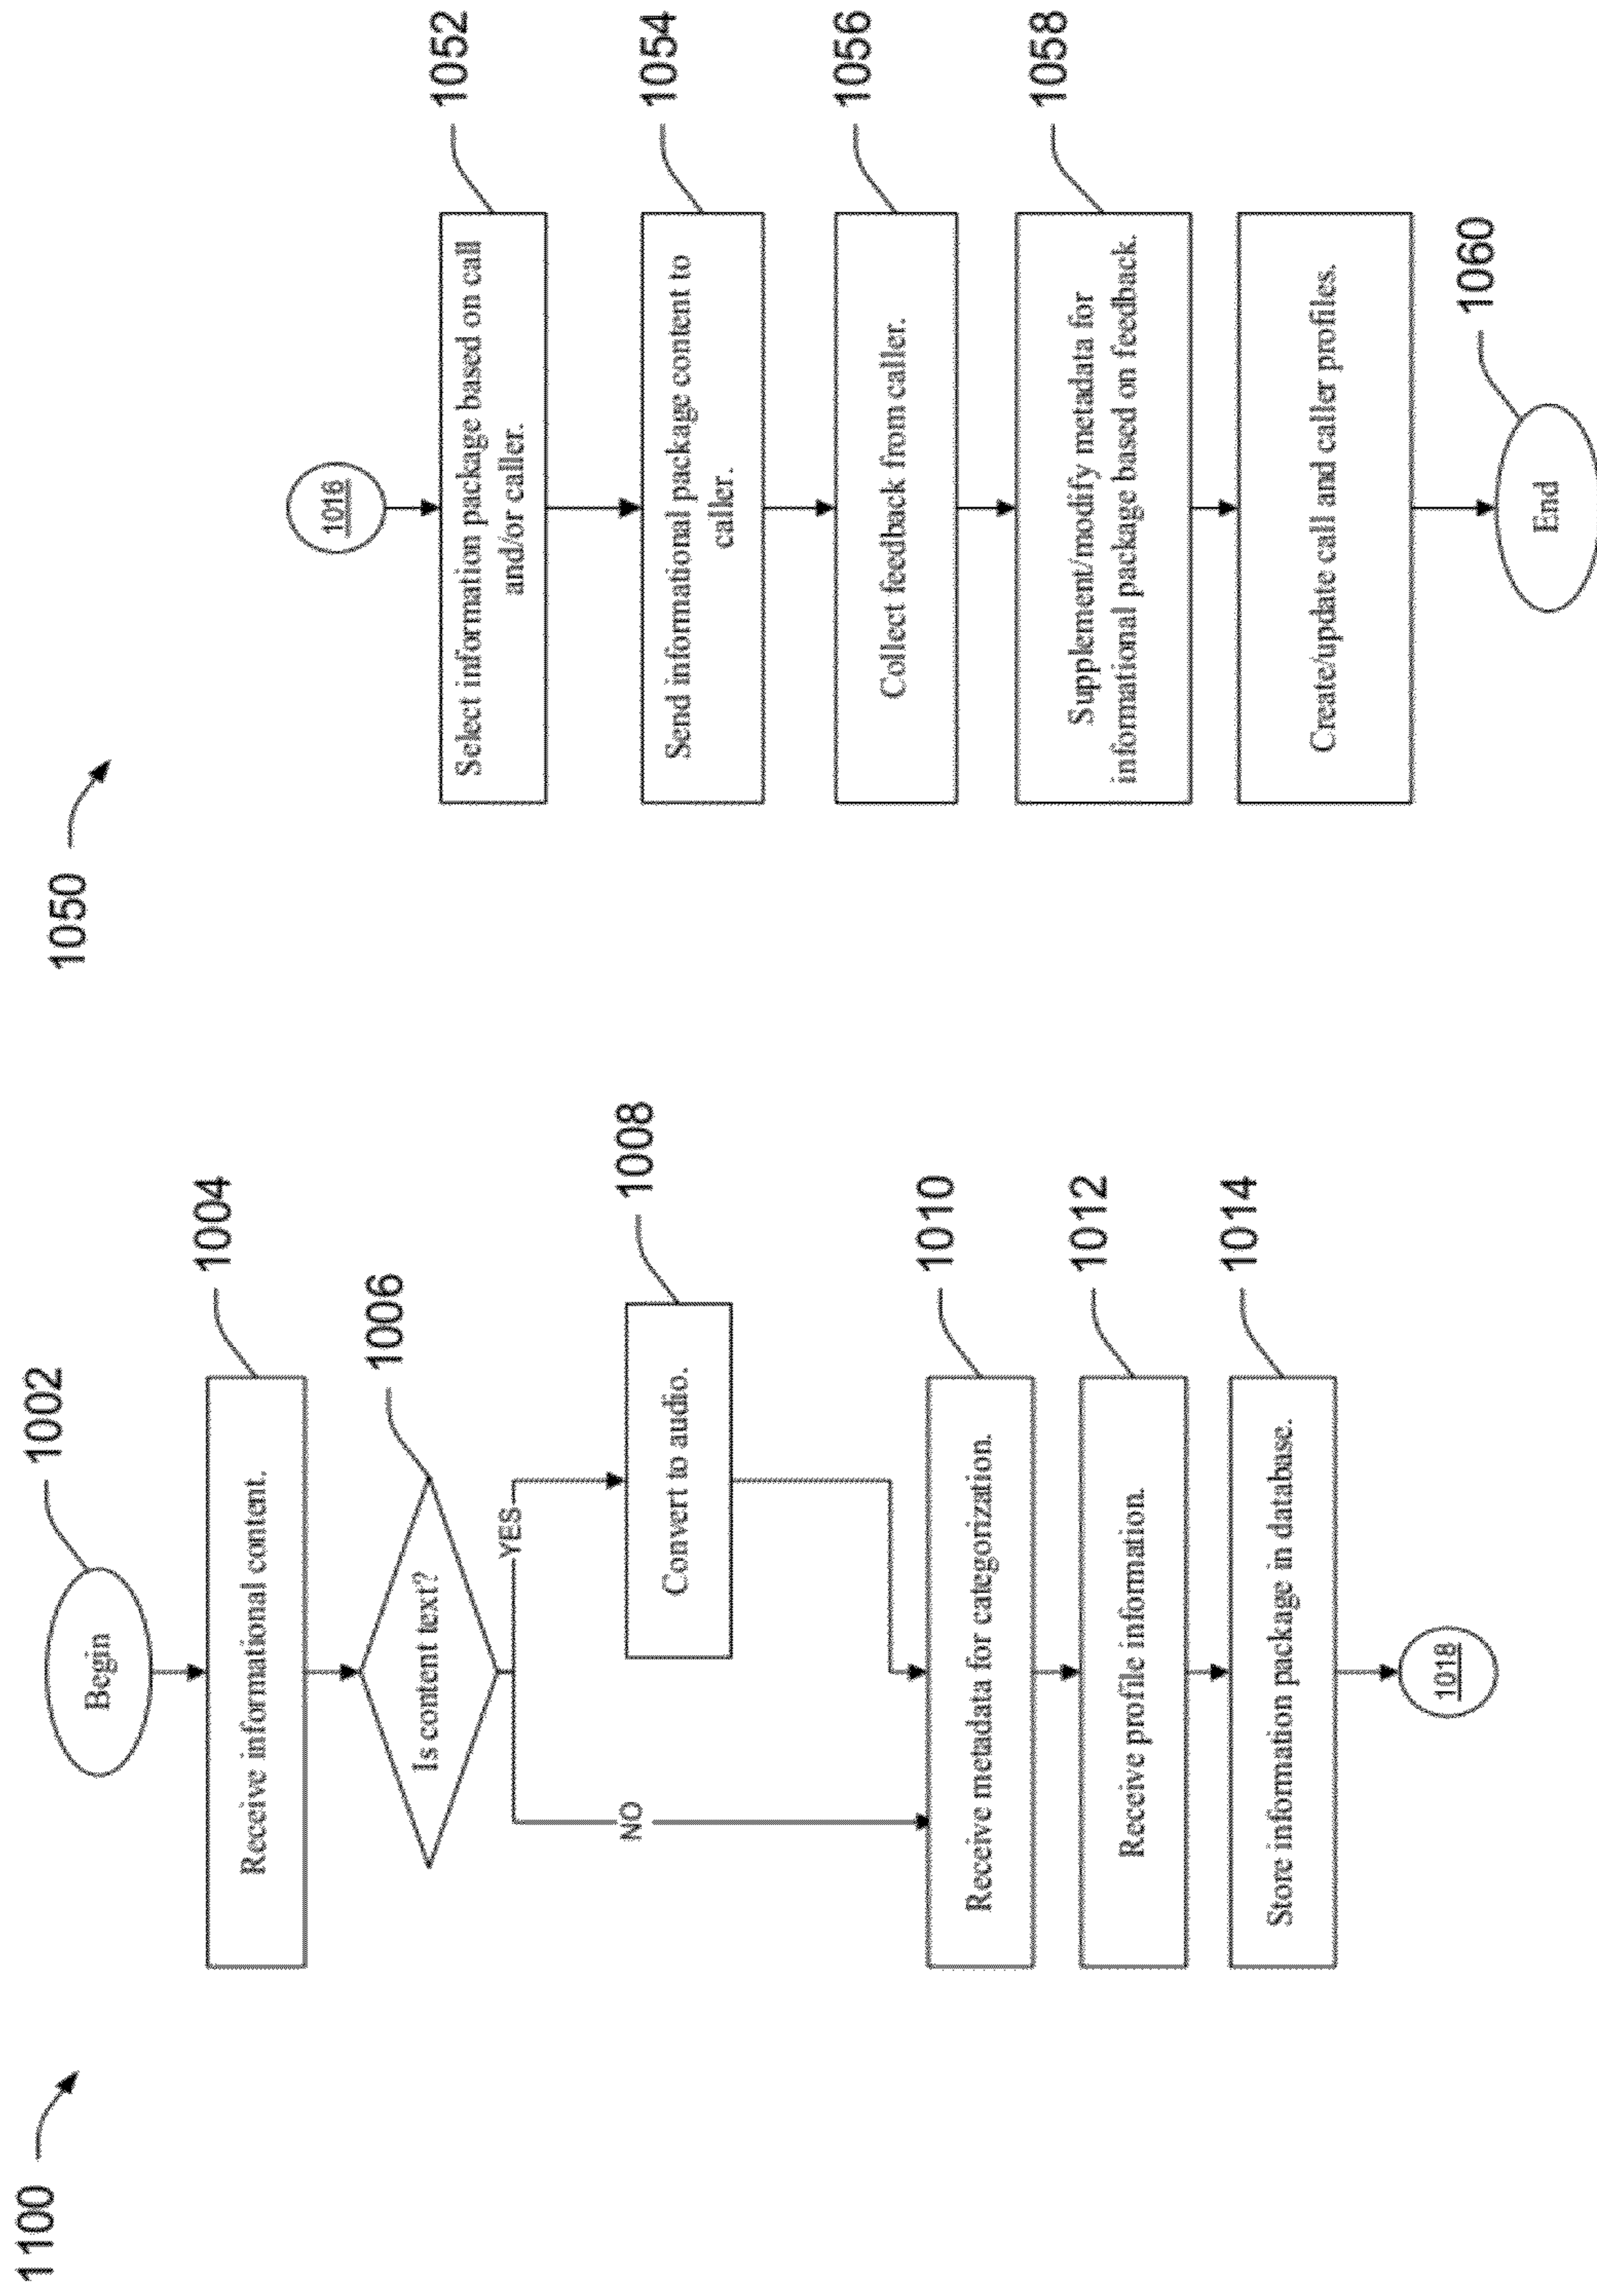 1100
1002
Begin
1004
Receive informational content.
1006
Is content text?
YES
NO
1008
Convert to audio.
1010
Receive metadata for categorization.
1012
Receive profile information.
1014
Store information package in database.
1018
1050
1016
1052
Select information package based on call
and/or caller.
1054
Send informational package content to
caller.
1056
Collect feedback from caller.
1058
Supplement/modify metadata for
informational package based on feedback.
Create/update call and caller profiles.
1060
End